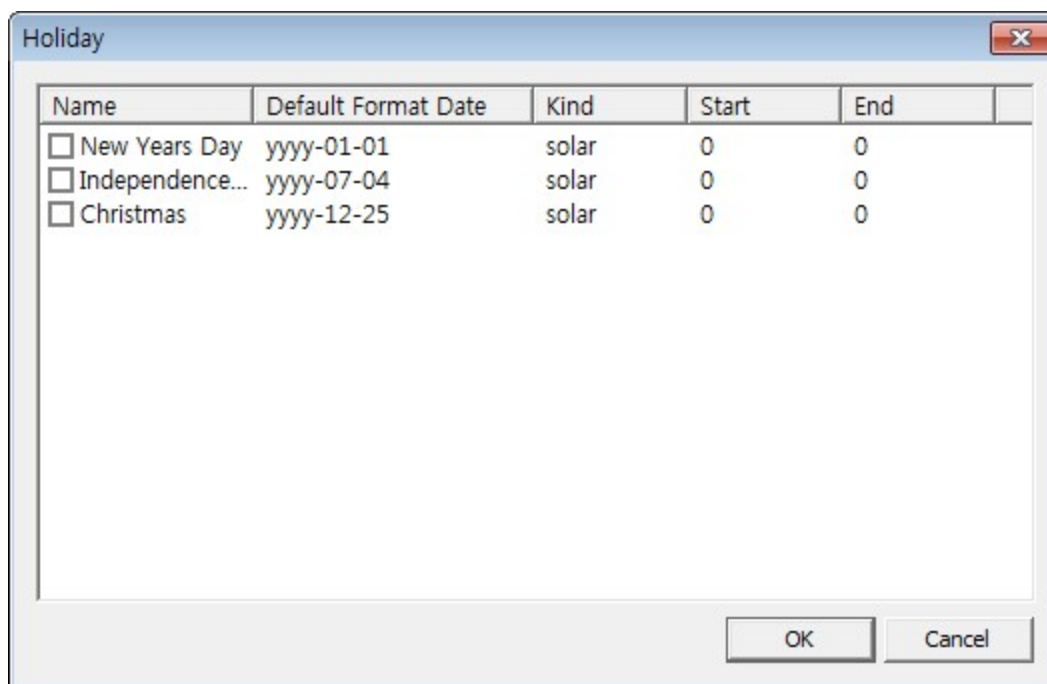 Holiday
Name Default Format Date Kind Start End
New Years Day yyyy-01-01 solar 0 0
Independence... yyyy-07-04 solar 0 0
Christmas yyyy-12-25 solar 0 0
OK Cancel